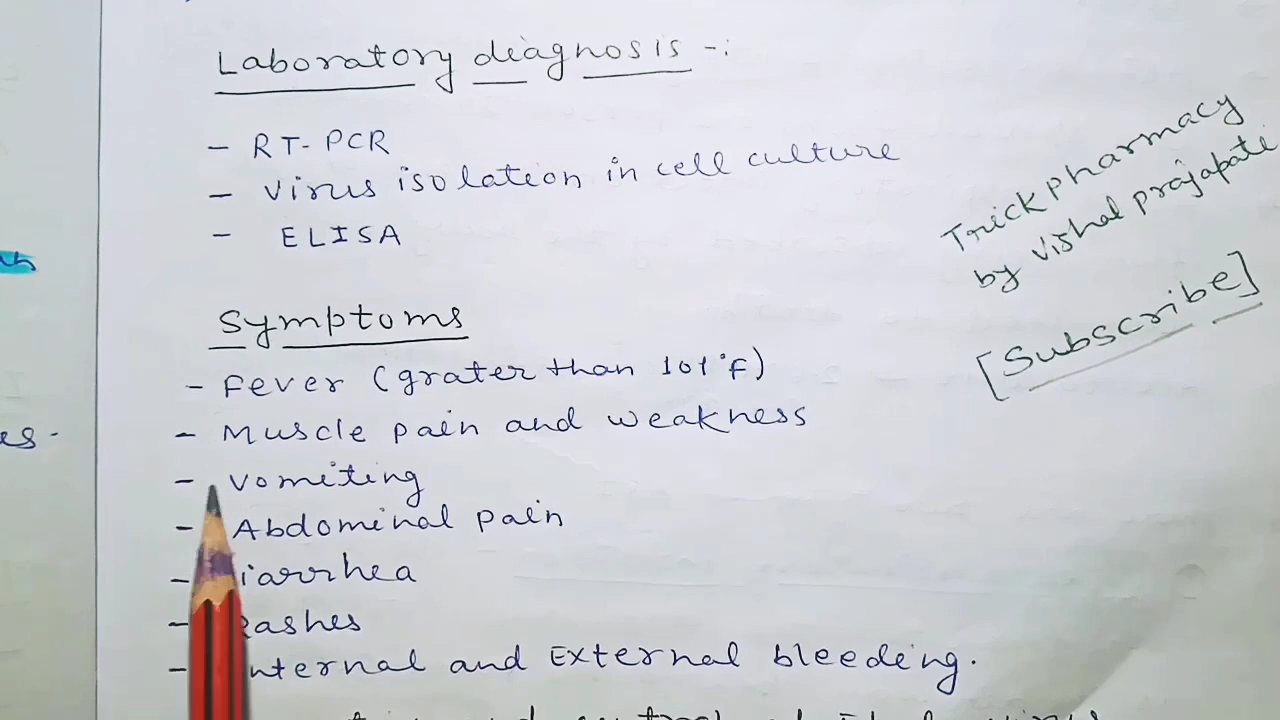 Laboratory diagnosis -:
- RT-PCR
- Virus isolation in cell culture
- ELISA
Symptoms
- Fever (grater than 101°F)
- Muscle pain and weakness
- Vomiting
- Abdominal pain
- iarrhea
- Rashes
- nternal and External bleeding.
Trick pharmacy
by Vishal prajapati
[Subscribe]